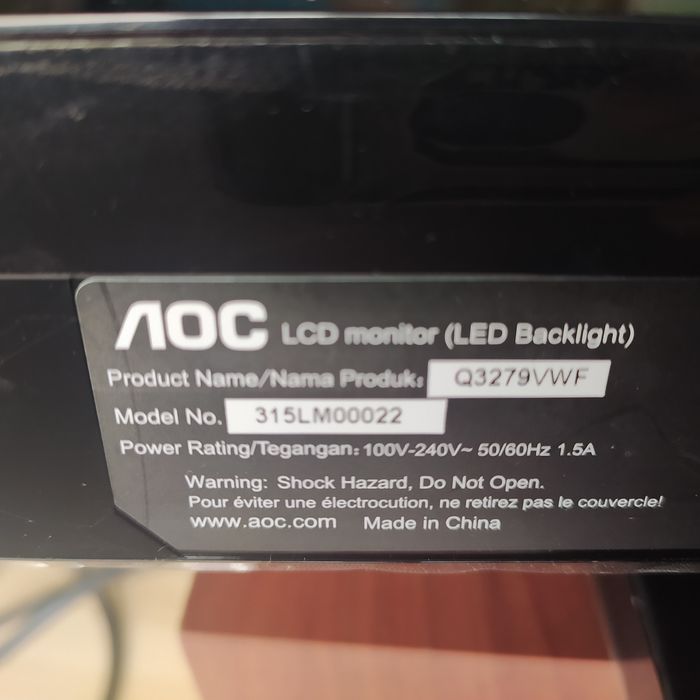 AOC LCD monitor (LED Backlight)
Product Name/Nama Produk: Q3279VWF
Model No. 315LM00022
Power Rating/Tegangan: 100V-240V~ 50/60Hz 1.5A
Warning: Shock Hazard, Do Not Open.
Pour éviter une électrocution, ne retirez pas le couvercle!
www.aoc.com Made in China